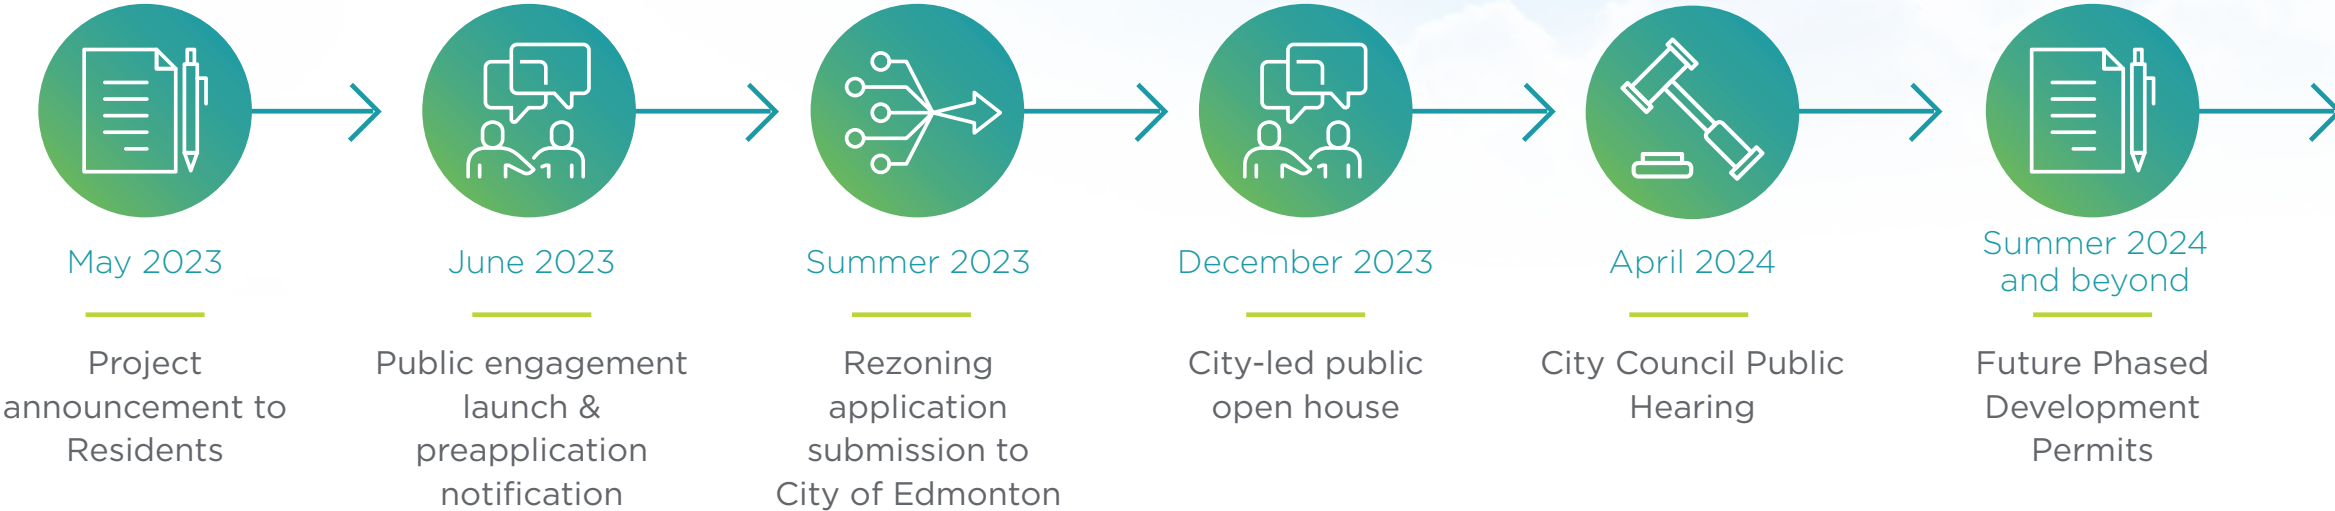 May 2023
Project
announcement to
Residents
June 2023
Public engagement
launch &
preapplication
notification
Summer 2023
Rezoning
application
submission to
City of Edmonton
December 2023
City-led public
open house
April 2024
City Council Public
Hearing
Summer 2024
and beyond
Future Phased
Development
Permits